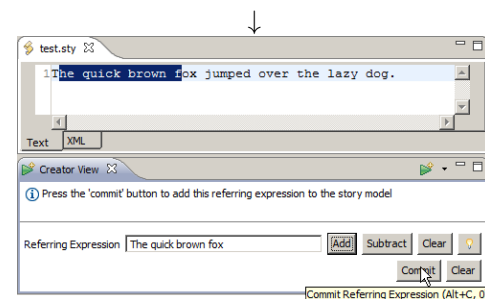 ↓
test.sty
1The quick brown fox jumped over the lazy dog.
Text XML
Creator View
Press the 'commit' button to add this referring expression to the story model
Referring Expression The quick brown fox Add Subtract Clear
Commit Clear
Commit Referring Expression (Alt+C, 0